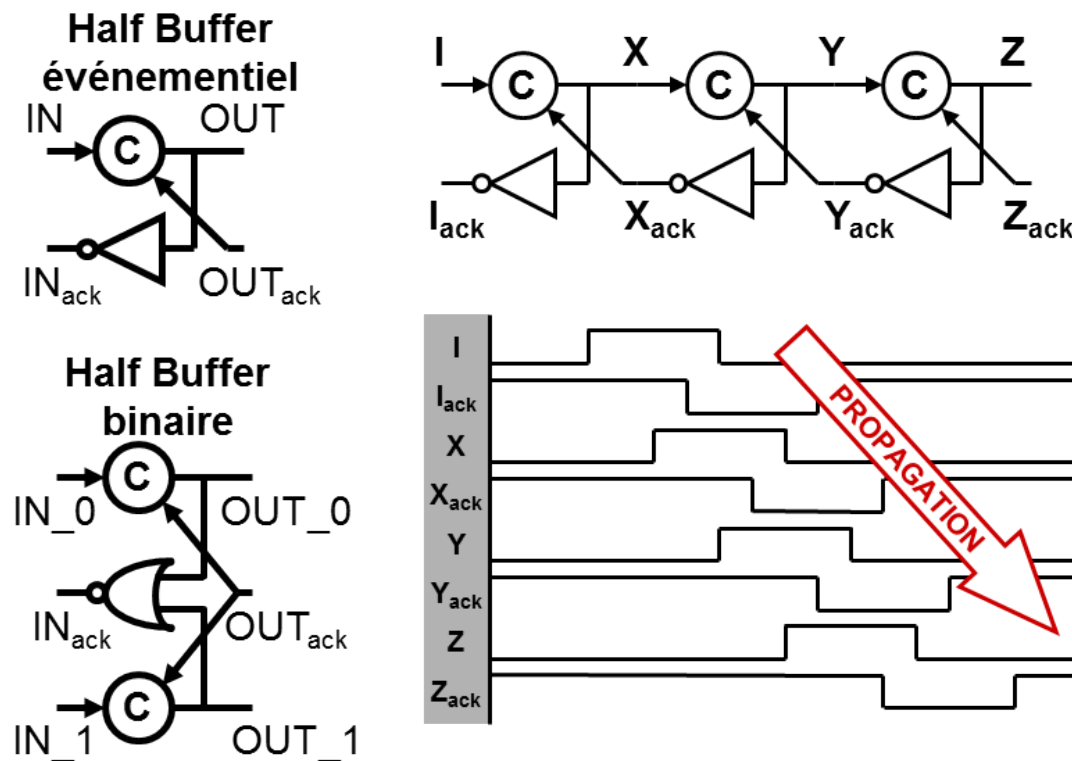 Half Buffer
événementiel
IN
OUT
C
INack
OUTack
I
X
Y
Z
C
C
C
Iack
Xack
Yack
Zack
Half Buffer
binaire
C
IN_0
OUT_0
INack
OUTack
C
IN_1
OUT_1
I
Iack
X
Xack
Y
Yack
Z
Zack
PROPAGATION